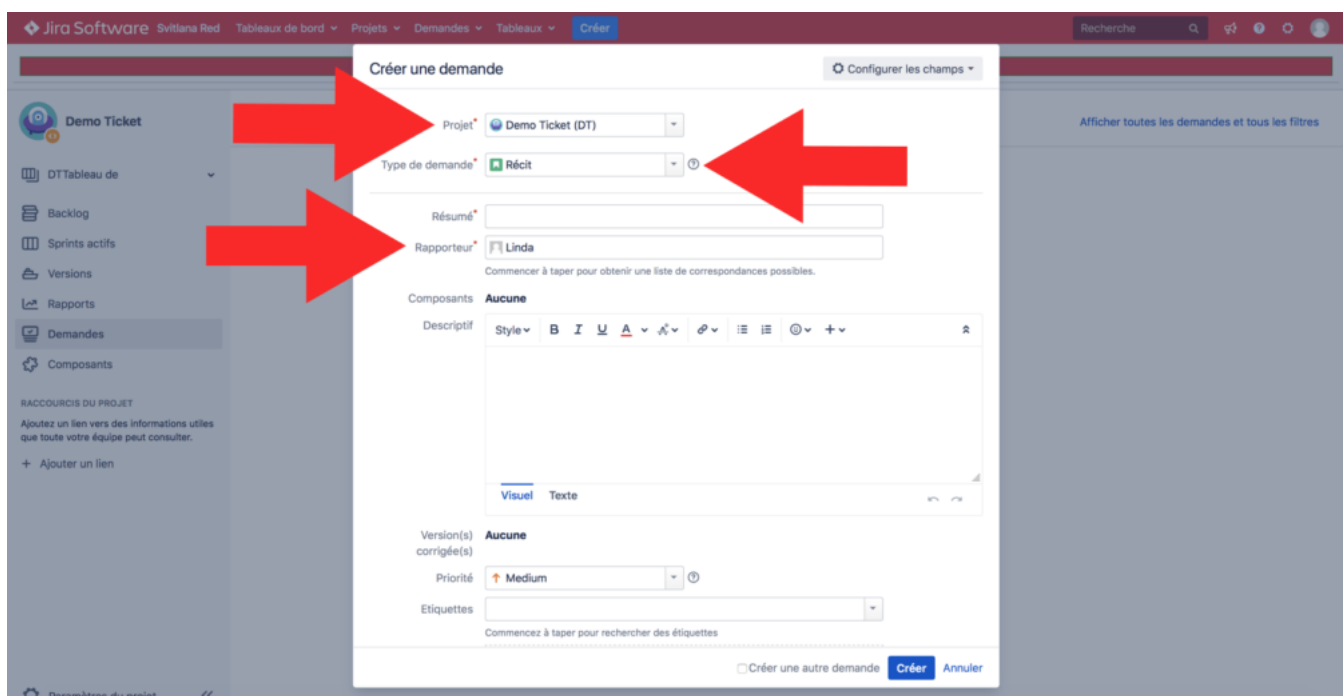 Jira Software Svitlana Red Tableaux de bord Projets Demandes Tableaux Créer Recherche
Créer une demande Configurer les champs
Demo Ticket
Projet* Demo Ticket (DT)
Afficher toutes les demandes et tous les filtres
Type de demande* Récit
DTTableau de
Backlog
Sprints actifs
Versions
Rapports
Demandes
Composants
RACCOURCIS DU PROJET
Ajoutez un lien vers des informations utiles
que toute votre équipe peut consulter.
+ Ajouter un lien
Paramètres du projet
Résumé*
Rapporteur* Linda
Commencer à taper pour obtenir une liste de correspondances possibles.
Composants Aucune
Descriptif
Style B I U A
Visuel Texte
Version(s) Aucune
corrigée(s)
Priorité Medium
Etiquettes
Commencez à taper pour rechercher des étiquettes
Créer une autre demande Créer Annuler